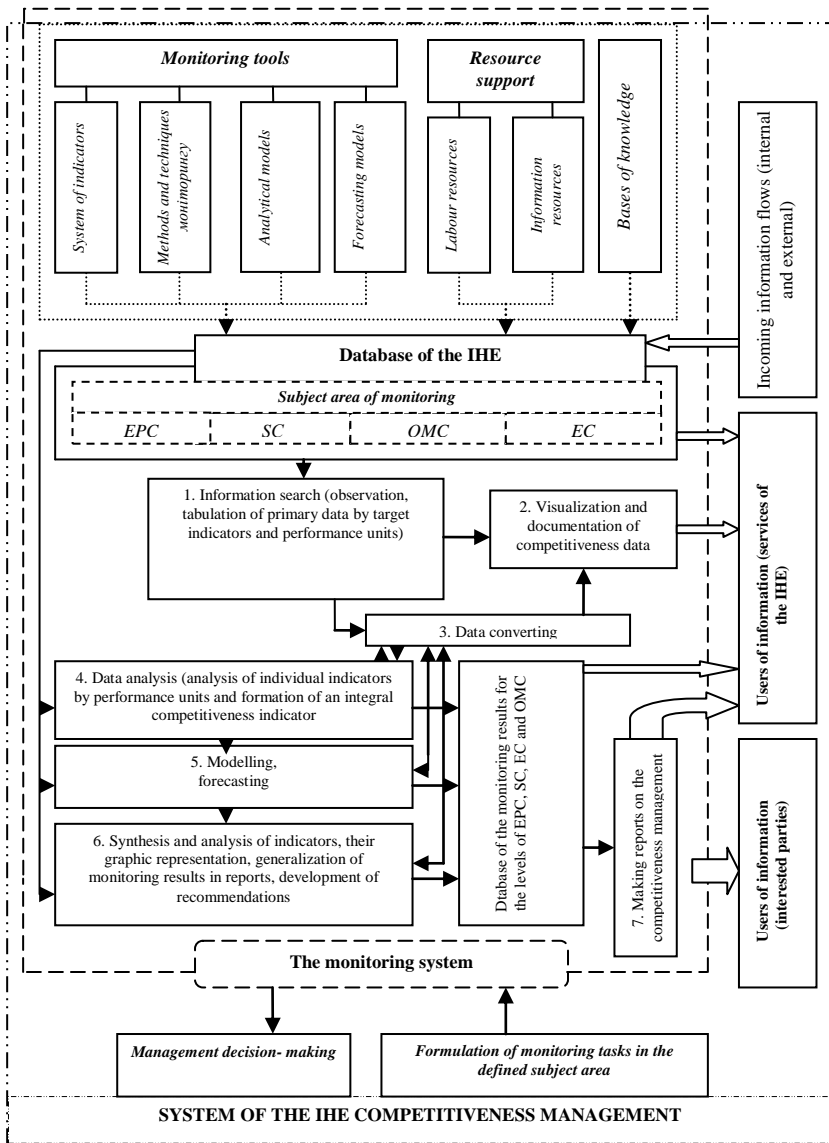 Monitoring tools
Resource
support
Bases of knowledge
System of indicators
Methods and techniques
моніторингу
Analytical models
Forecasting models
Labour resources
Information
resources
Incoming information flows (internal
and external)
Database of the IHE
Subject area of monitoring
EPC
SC
OMC
EC
1. Information search (observation,
tabulation of primary data by target
indicators and performance units)
2. Visualization and
documentation of
competitiveness data
Users of information (services of
the IHE)
3. Data converting
4. Data analysis (analysis of individual indicators
by performance units and formation of an integral
competitiveness indicator
5. Modelling,
forecasting
6. Synthesis and analysis of indicators, their
graphic representation, generalization of
monitoring results in reports, development of
recommendations
Dtabase of the monitoring results for
the levels of EPC, SC, EC and OMC
7. Making reports on the
competitiveness management
Users of information
(interested parties)
The monitoring system
Management decision- making
Formulation of monitoring tasks in the
defined subject area
SYSTEM OF THE IHE COMPETITIVENESS MANAGEMENT